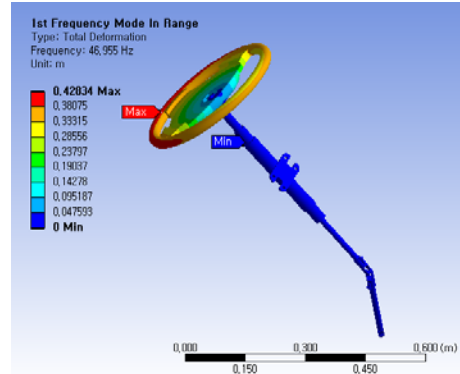 1st Frequency Mode In Range
Type: Total Deformation
Frequency: 46,955 Hz
Unit: m
0,42834 Max
0,38075
0,33315
0,28556
0,23797
0,19037
0,14278
0,095187
0,047593
0 Min
Max
Min
0,000 0,300 0,600 (m)
0,150 0,450